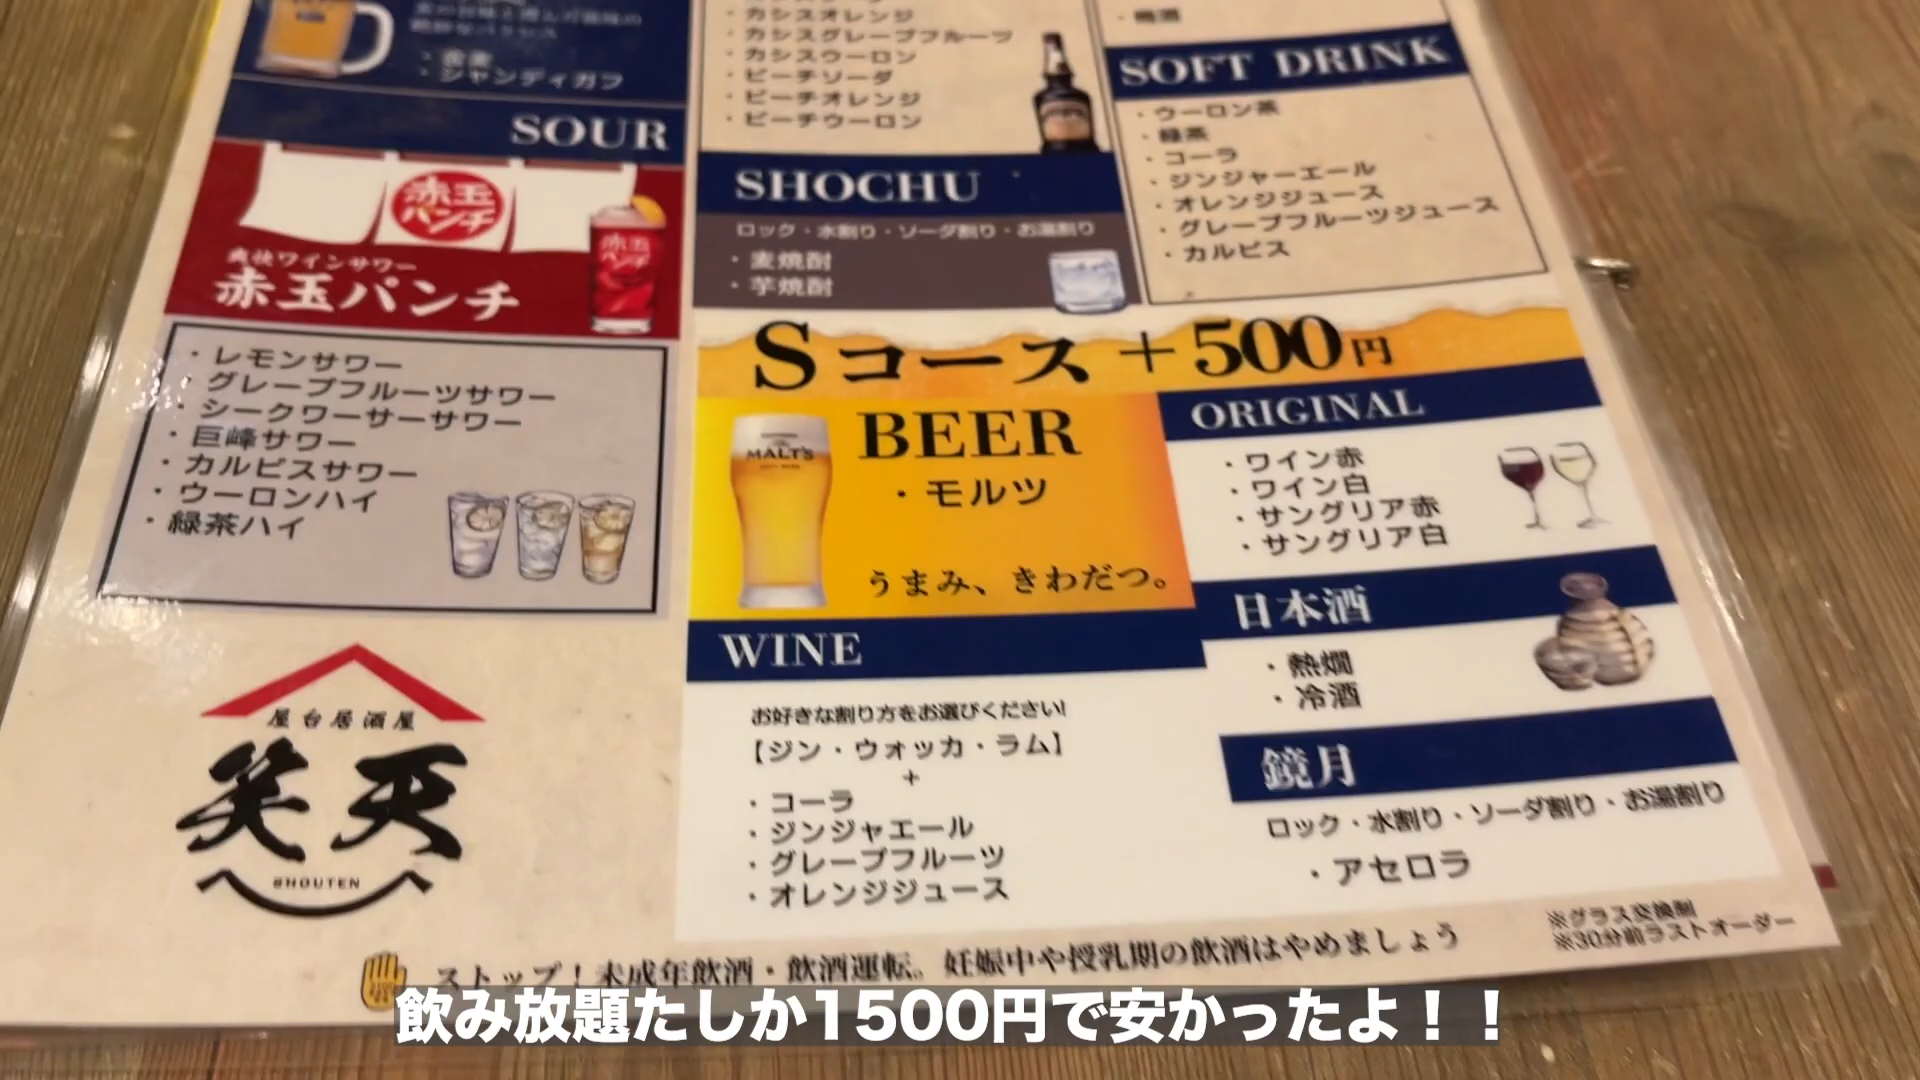 ・シャンディガフ
SOUR
赤玉
パンチ
爽快ワインサワー
赤玉パンチ
・レモンサワー
・グレープフルーツサワー
・シークワーサーサワー
・巨峰サワー
・カルピスサワー
・ウーロンハイ
・緑茶ハイ
屋台居酒屋
笑天
SHOUTEN
・カシスオレンジ
・カシスグレープフルーツ
・カシスウーロン
・ピーチソーダ
・ピーチオレンジ
・ピーチウーロン
SHOCHU
ロック・水割り・ソーダ割り・お湯割り
・麦焼酎
・芋焼酎
・梅酒
SOFT DRINK
・ウーロン茶
・緑茶
・コーラ
・ジンジャーエール
・オレンジジュース
・グレープフルーツジュース
・カルピス
Sコース+500円
MALT'S
BEER
・モルツ
うまみ、きわだつ。
ORIGINAL
・ワイン赤
・ワイン白
・サングリア赤
・サングリア白
WINE
お好きな割り方をお選びください!
【ジン・ウォッカ・ラム】
+
・コーラ
・ジンジャエール
・グレープフルーツ
・オレンジジュース
日本酒
・熱燗
・冷酒
鏡月
ロック・水割り・ソーダ割り・お湯割り
・アセロラ
※グラス交換制
※30分前ラストオーダー
ストップ!未成年飲酒・飲酒運転。妊娠中や授乳期の飲酒はやめましょう
飲み放題たしか1500円で安かったよ！！